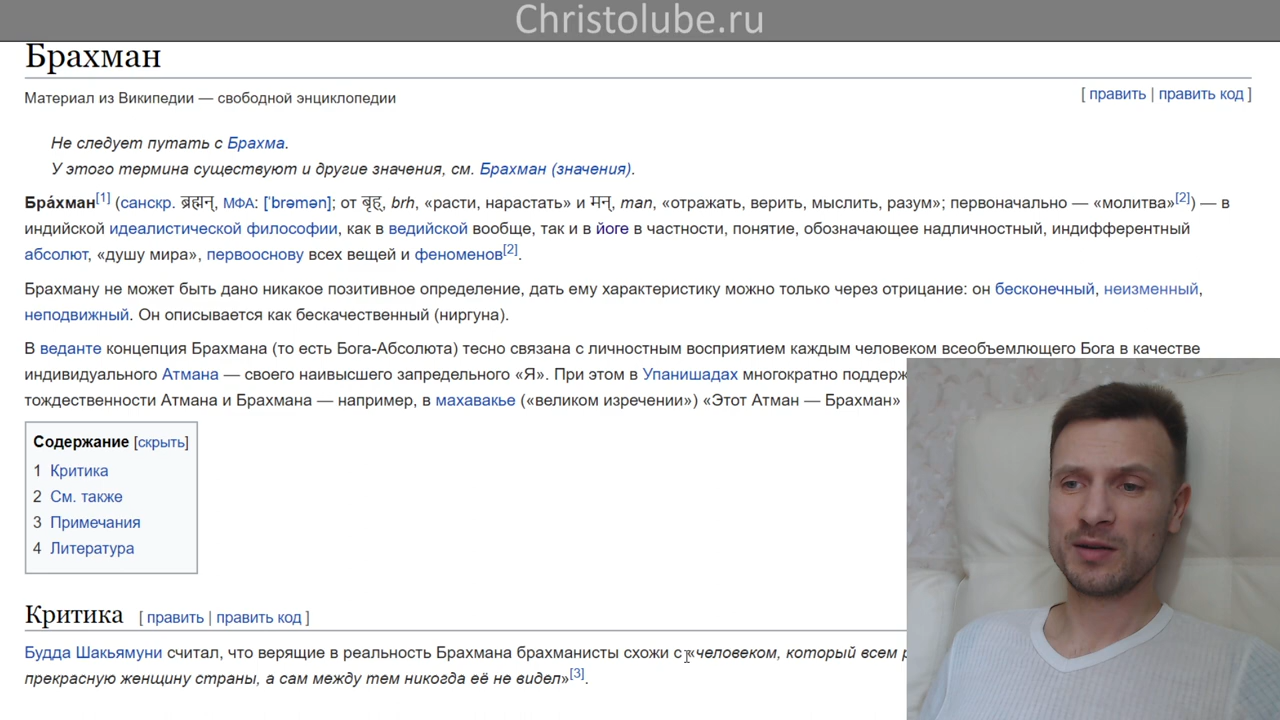 Christolube.ru
Брахман
Материал из Википедии — свободной энциклопедии
[ править | править код ]
Не следует путать с Брахма.
У этого термина существуют и другие значения, см. Брахман (значения).
Бра́хман[1] (санскр. ब्रह्मन्, МФА: ['brəmən]; от बृह्, brh, «расти, нарастать» и मन्, man, «отражать, верить, мыслить, разум»; первоначально — «молитва»[2]) — в
индийской идеалистической философии, как в ведийской вообще, так и в йоге в частности, понятие, обозначающее надличностный, индифферентный
абсолют, «душу мира», первооснову всех вещей и феноменов[2].
Брахману не может быть дано никакое позитивное определение, дать ему характеристику можно только через отрицание: он бесконечный, неизменный,
неподвижный. Он описывается как бескачественный (ниргуна).
В веданте концепция Брахмана (то есть Бога-Абсолюта) тесно связана с личностным восприятием каждым человеком всеобъемлющего Бога в качестве
индивидуального Атмана — своего наивысшего запредельного «Я». При этом в Упанишадах многократно поддерж
тождественности Атмана и Брахмана — например, в махавакье («великом изречении») «Этот Атман — Брахман»
Содержание [скрыть]
1 Критика
2 См. также
3 Примечания
4 Литература
Критика [ править | править код ]
Будда Шакьямуни считал, что верящие в реальность Брахмана брахманисты схожи с «человеком, который всем
прекрасную женщину страны, а сам между тем никогда её не видел»[3].